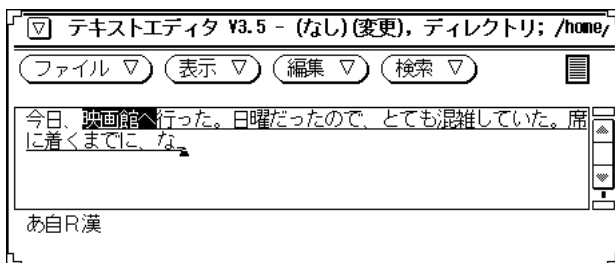 テキストエディタ V3.5 - (なし)(変更), ディレクトリ; /home/
ファイル ▽ 表示 ▽ 編集 ▽ 検索 ▽
今日、映画館へ行った。日曜だったので、とても混雑していた。席
に着くまでに、な
あ自R漢